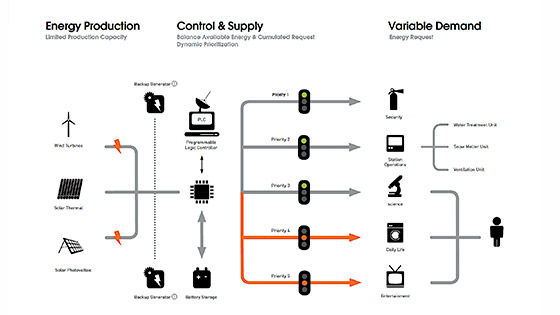 Energy Production
Limited Production Capacity
Control & Supply
Balance Available Energy & Cumulated Request
Dynamic Prioritization
Variable Demand
Energy Request
Backup Generator
PLC
Programmable
Logic Controller
Wind Turbines
Solar Thermal
Solar Photovoltaic
Backup Generator
Battery Storage
Priority 1
Priority 2
Priority 3
Priority 4
Priority 5
Security
Station
Operations
Science
Daily Life
Entertainment
Water Treatment Unit
Snow Melter Unit
Ventilation Unit